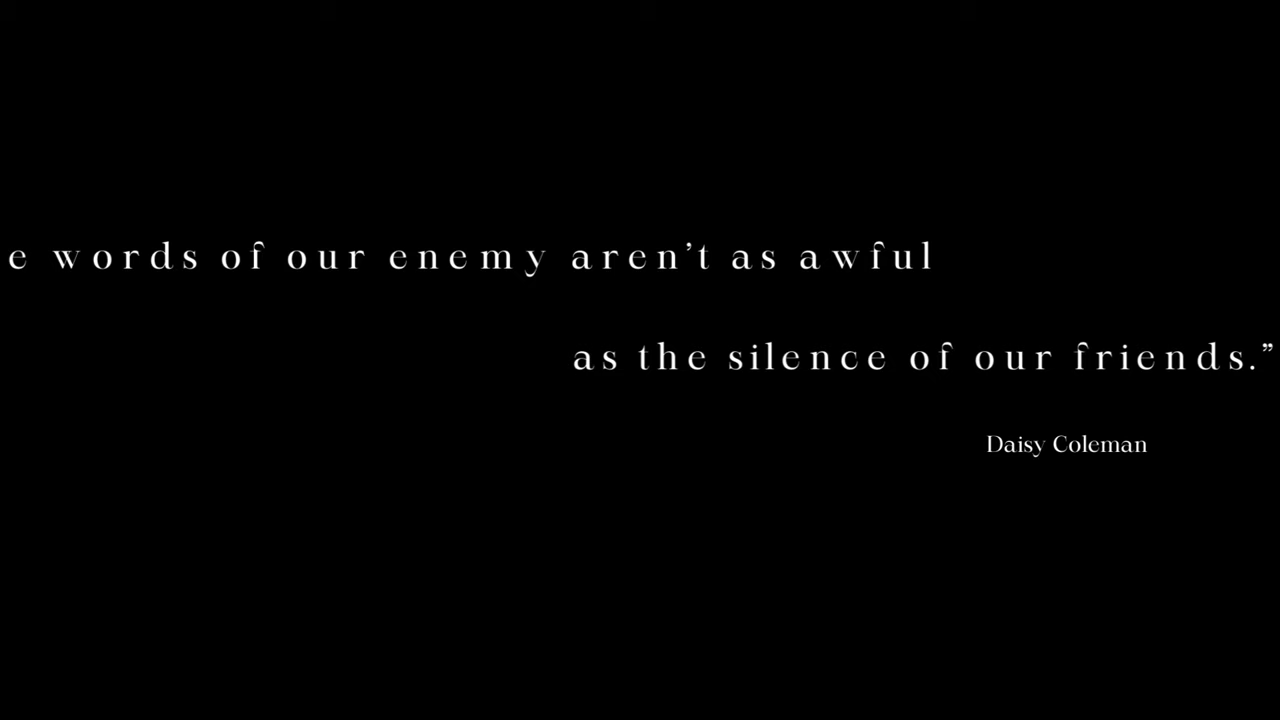 e words of our enemy aren’t as awful
as the silence of our friends.”
Daisy Coleman